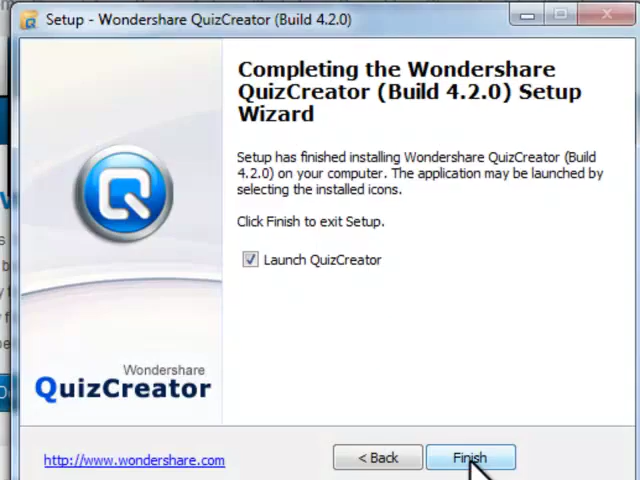 Setup - Wondershare QuizCreator (Build 4.2.0)
Completing the Wondershare
QuizCreator (Build 4.2.0) Setup
Wizard
Setup has finished installing Wondershare QuizCreator (Build
4.2.0) on your computer. The application may be launched by
selecting the installed icons.
Click Finish to exit Setup.
Launch QuizCreator
Wondershare
QuizCreator
http://www.wondershare.com
< Back
Finish